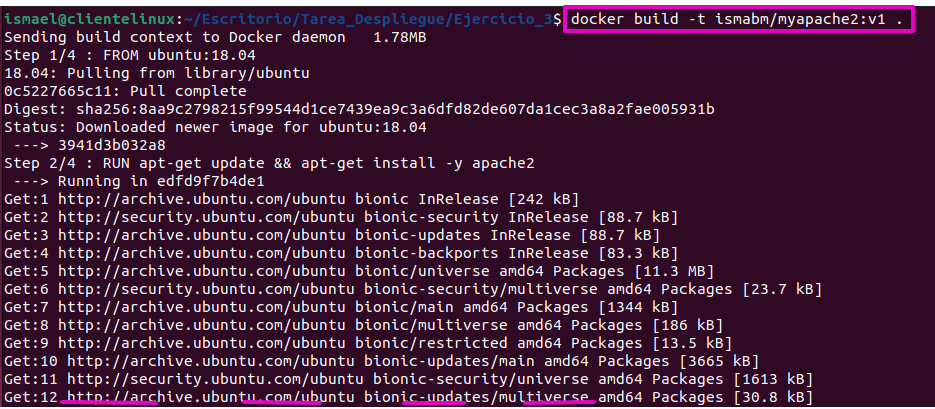 ismael@clientelinux:~/Escritorio/Tarea_Despliegue/Ejercicio_3$ docker build -t ismabm/myapache2:v1 .
Sending build context to Docker daemon   1.78MB
Step 1/4 : FROM ubuntu:18.04
18.04: Pulling from library/ubuntu
0c5227665c11: Pull complete
Digest: sha256:8aa9c2798215f99544d1ce7439ea9c3a6dfd82de607da1cec3a8a2fae005931b
Status: Downloaded newer image for ubuntu:18.04
 ---> 3941d3b032a8
Step 2/4 : RUN apt-get update && apt-get install -y apache2
 ---> Running in edfd9f7b4de1
Get:1 http://archive.ubuntu.com/ubuntu bionic InRelease [242 kB]
Get:2 http://security.ubuntu.com/ubuntu bionic-security InRelease [88.7 kB]
Get:3 http://archive.ubuntu.com/ubuntu bionic-updates InRelease [88.7 kB]
Get:4 http://archive.ubuntu.com/ubuntu bionic-backports InRelease [83.3 kB]
Get:5 http://archive.ubuntu.com/ubuntu bionic/universe amd64 Packages [11.3 MB]
Get:6 http://security.ubuntu.com/ubuntu bionic-security/multiverse amd64 Packages [23.7 kB]
Get:7 http://archive.ubuntu.com/ubuntu bionic/main amd64 Packages [1344 kB]
Get:8 http://archive.ubuntu.com/ubuntu bionic/multiverse amd64 Packages [186 kB]
Get:9 http://archive.ubuntu.com/ubuntu bionic/restricted amd64 Packages [13.5 kB]
Get:10 http://archive.ubuntu.com/ubuntu bionic-updates/main amd64 Packages [3665 kB]
Get:11 http://security.ubuntu.com/ubuntu bionic-security/universe amd64 Packages [1613 kB]
Get:12 http://archive.ubuntu.com/ubuntu bionic-updates/multiverse amd64 Packages [30.8 kB]